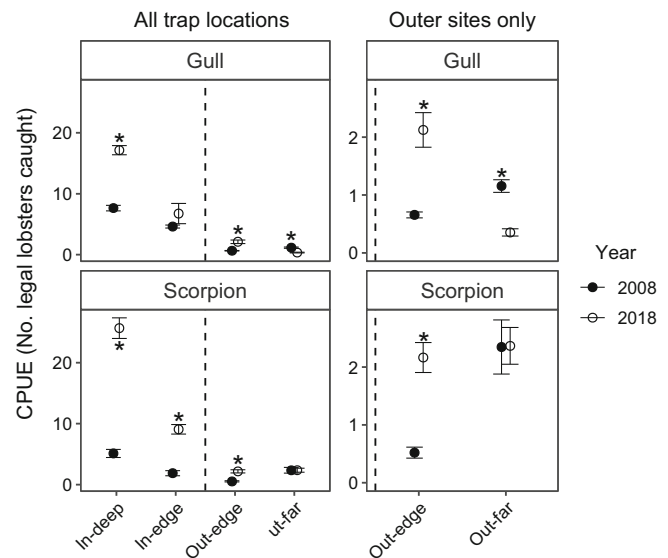 All trap locations
Outer sites only
Gull
Gull
CPUE (No. legal lobsters caught)
20
10
0
*
*
*
2
1
0
*
*
Year
2008
2018
Scorpion
Scorpion
20
10
0
*
*
*
2
1
0
*
In-deep
In-edge
Out-edge
ut-far
Out-edge
Out-far